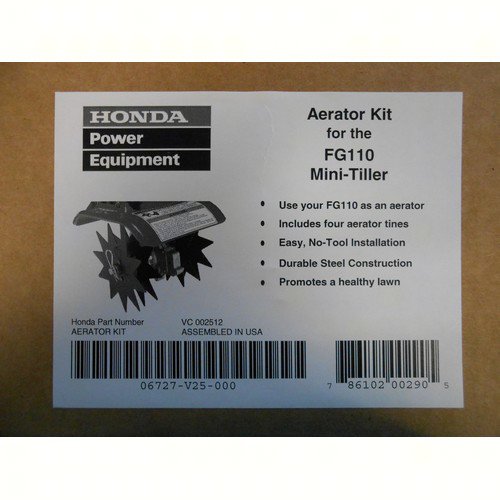 HONDA
Power
Equipment
Aerator Kit
for the
FG110
Mini-Tiller
• Use your FG110 as an aerator
• Includes four aerator tines
• Easy, No-Tool Installation
• Durable Steel Construction
• Promotes a healthy lawn
Honda Part Number VC 002512
AERATOR KIT ASSEMBLED IN USA
06727-V25-000
7 86102 00290 5